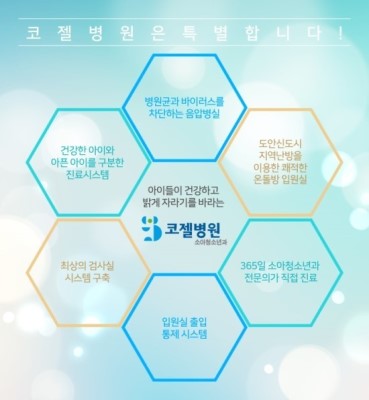 코젤병원은특별합니다!
병원균과 바이러스를
차단하는 음압병실
건강한 아이와
아픈 아이를 구분한
진료시스템
도안신도시
지역난방을
이용한 쾌적한
온돌방 입원실
아이들이 건강하고
밝게 자라기를 바라는
코젤병원
소아청소년과
최상의 검사실
시스템 구축
365일 소아청소년과
전문의가 직접 진료
입원실 출입
통제 시스템